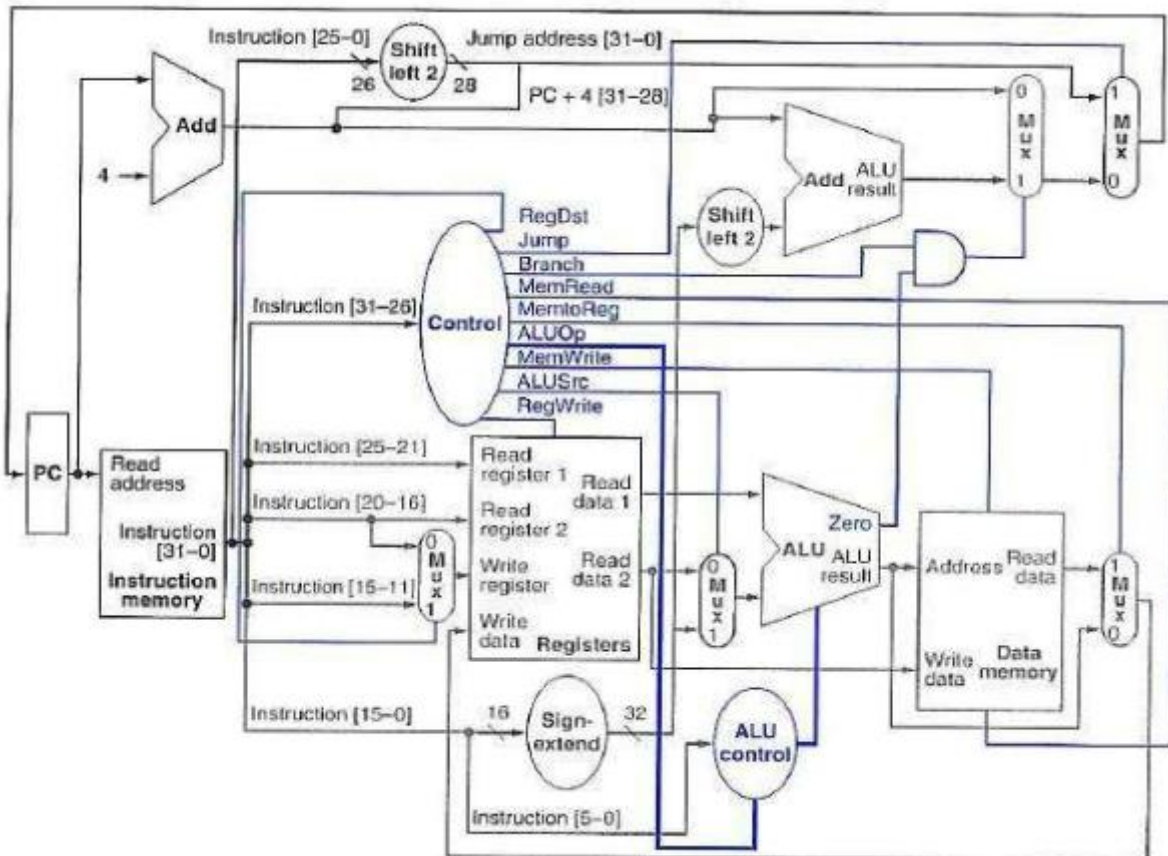 Instruction [25–0]
Shift
left 2
Jump address [31–0]
26
28
PC + 4 [31–28]
Add
4
0
M
u
x
1
1
M
u
x
0
Add
ALU
result
Shift
left 2
RegDst
Jump
Branch
MemRead
MemtoReg
ALUOp
MemWrite
ALUSrc
RegWrite
Instruction [31–26]
Control
PC
Read
address
Instruction
[31–0]
Instruction
memory
Instruction [25–21]
Instruction [20–16]
Instruction [15–11]
0
M
u
x
1
Read
register 1
Read
register 2
Write
register
Write
data
Read
data 1
Read
data 2
Registers
0
M
u
x
1
Zero
ALU
ALU
result
Address
Read
data
Write
data
Data
memory
1
M
u
x
0
Instruction [15–0]
16
Sign-
extend
32
ALU
control
Instruction [5–0]